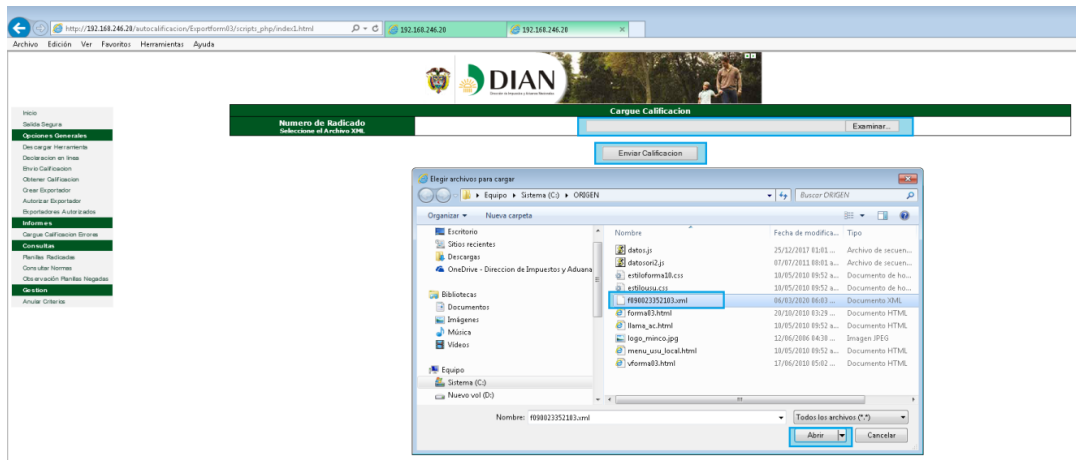 http://192.168.246.20/autocalificacion/Exportform03/scripts_php/index1.html
192.168.246.20
192.168.246.20
Archivo Edición Ver Favoritos Herramientas Ayuda
DIAN
Inicio
Salida Segura
Opciones Generales
Descargar Herramienta
Declaracion en linea
Envio Calificacion
Obtener Calificacion
Crear Exportador
Autorizar Exportador
Exportadores Autorizados
Informes
Cargue Calificacion Errores
Consultas
Planillas Radicadas
Consultar Normas
Observación Planillas Negadas
Gestion
Anular Criterios
Cargue Calificacion
Numero de Radicado
Seleccione el Archivo XML
Examinar...
Enviar Calificacion
Elegir archivos para cargar
Equipo Sistema (C:) ORIGEN
Buscar ORIGEN
Organizar Nueva carpeta
Escritorio
Sitios recientes
Descargas
OneDrive - Direccion de Impuestos y Aduana
Bibliotecas
Documentos
Imágenes
Música
Vídeos
Equipo
Sistema (C:)
Nuevo vol (D:)
Nombre Fecha de modifica... Tipo
datos.js 25/12/2017 01:01 ... Archivo de secuen...
datosori2.js 07/07/2011 08:01 a... Archivo de secuen...
estiloforma10.css 10/05/2010 09:52 a... Documento de ho...
estilousu.css 10/05/2010 09:52 a... Documento de ho...
f090023352103.xml 06/03/2020 06:03 ... Documento XML
forma03.html 20/10/2010 03:29 ... Documento HTML
llama_ac.html 10/05/2010 09:52 a... Documento HTML
logo_minco.jpg 12/06/2006 04:30 ... Imagen JPEG
menu_usu_local.html 10/05/2010 09:52 a... Documento HTML
vforma03.html 17/06/2010 05:02 ... Documento HTML
Nombre: f090023352103.xml
Todos los archivos (*.*)
Abrir Cancelar